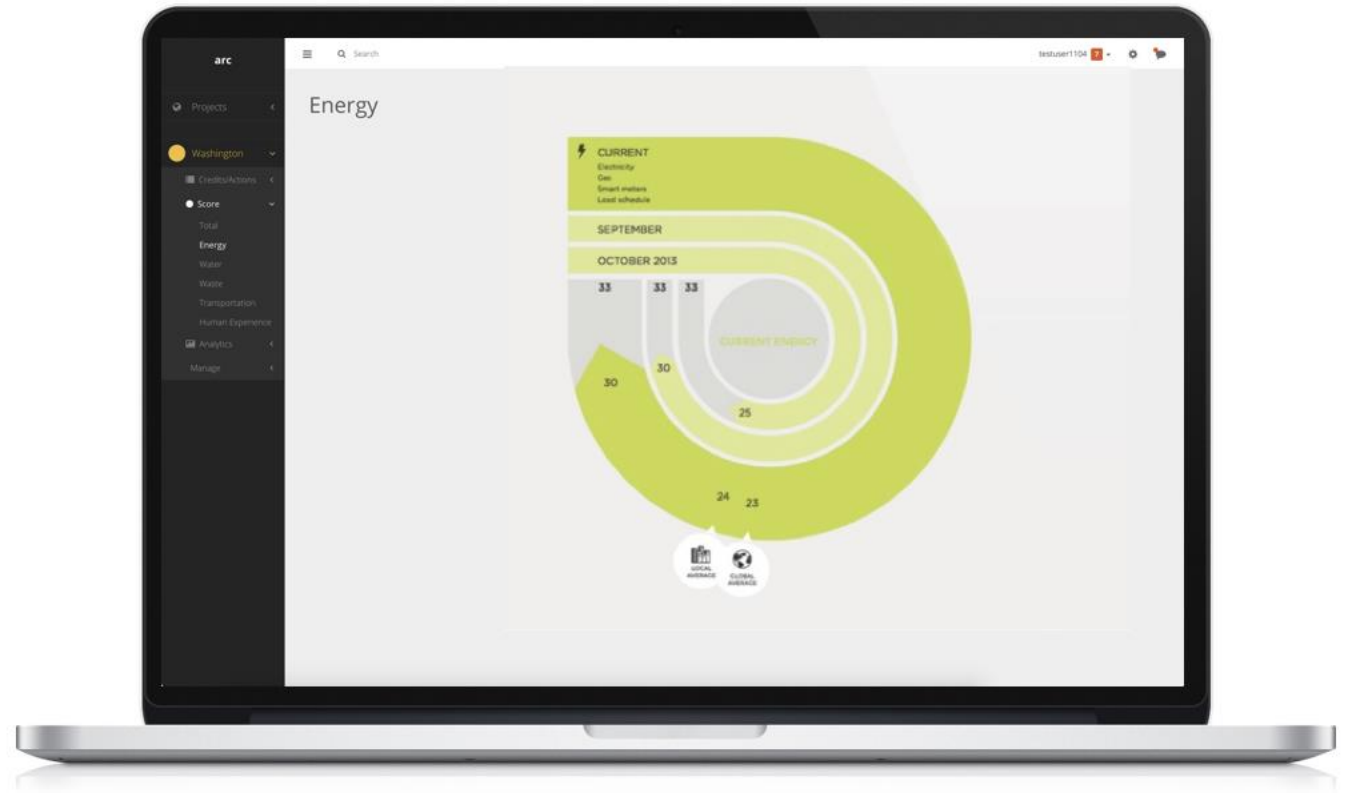 arc
Search
testuser1104 7
Projects
Washington
Credits/Actions
Score
Total
Energy
Water
Waste
Transportation
Human Experience
Analytics
Manage
Energy
CURRENT
Electricity
Gas
Smart meters
Load schedule
SEPTEMBER
OCTOBER 2013
33 33 33
CURRENT ENERGY
30
30
25
24 23
LOCAL
AVERAGE
GLOBAL
AVERAGE